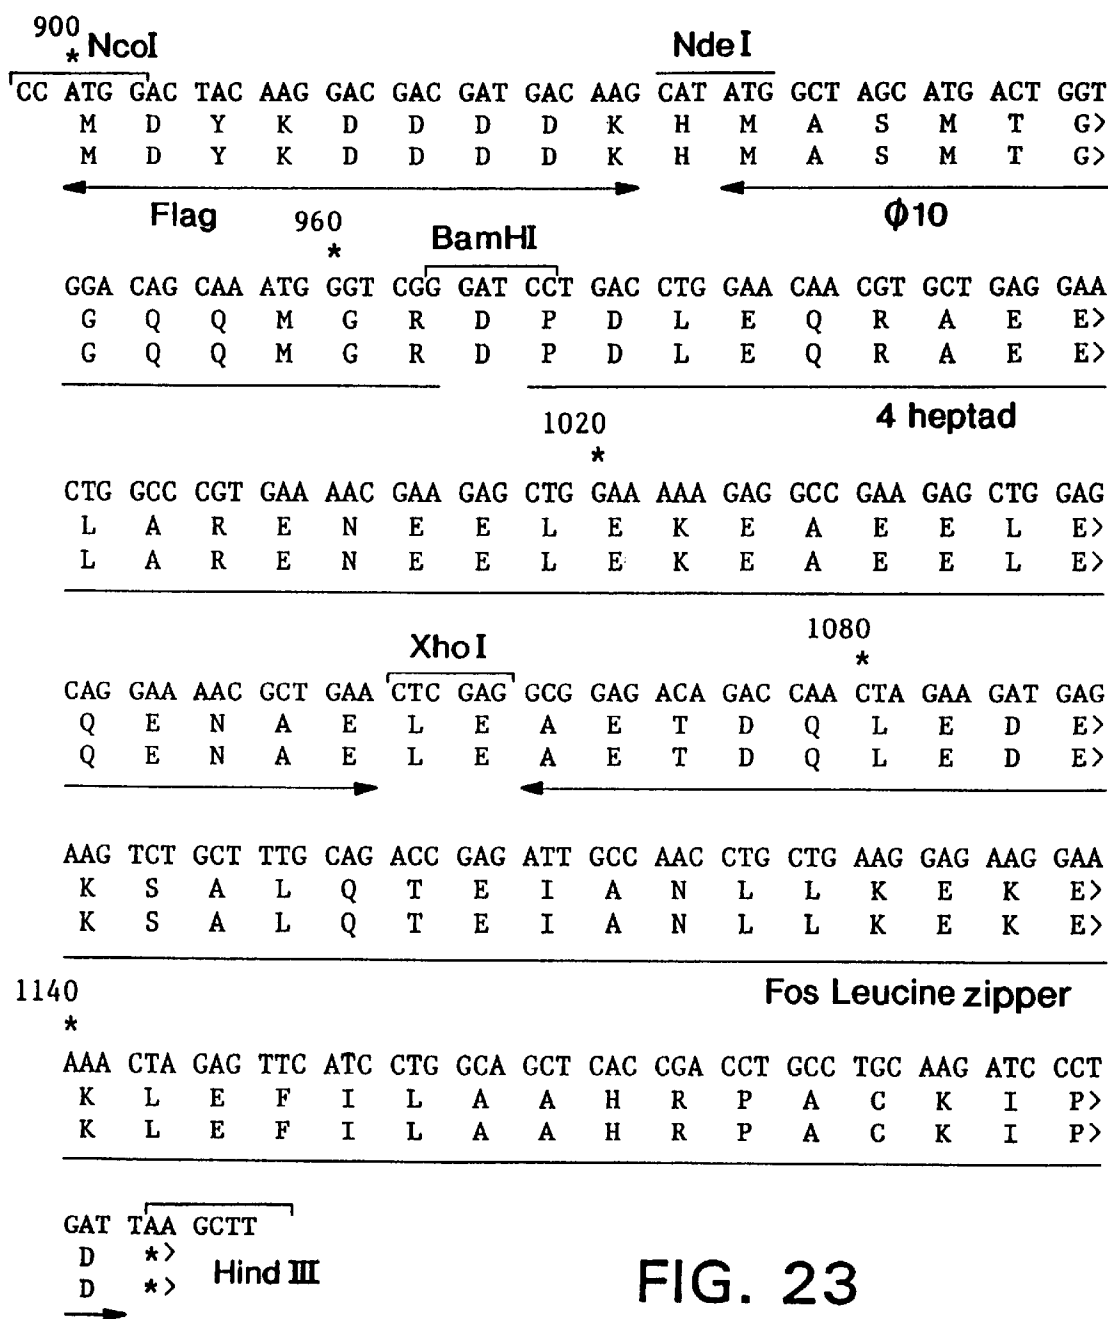 900
* NcoI NdeI
CC ATG GAC TAC AAG GAC GAC GAT GAC AAG CAT ATG GCT AGC ATG ACT GGT
M D Y K D D D D K H M A S M T G>
M D Y K D D D D K H M A S M T G>
Flag φ10
960
* BamHI
GGA CAG CAA ATG GGT CGG GAT CCT GAC CTG GAA CAA CGT GCT GAG GAA
G Q Q M G R D P D L E Q R A E E>
G Q Q M G R D P D L E Q R A E E>
4 heptad
1020
*
CTG GCC CGT GAA AAC GAA GAG CTG GAA AAA GAG GCC GAA GAG CTG GAG
L A R E N E E L E K E A E E L E>
L A R E N E E L E K E A E E L E>
1080
XhoI *
CAG GAA AAC GCT GAA CTC GAG GCG GAG ACA GAC CAA CTA GAA GAT GAG
Q E N A E L E A E T D Q L E D E>
Q E N A E L E A E T D Q L E D E>
AAG TCT GCT TTG CAG ACC GAG ATT GCC AAC CTG CTG AAG GAG AAG GAA
K S A L Q T E I A N L L K E K E>
K S A L Q T E I A N L L K E K E>
Fos Leucine zipper
1140
*
AAA CTA GAG TTC ATC CTG GCA GCT CAC CGA CCT GCC TGC AAG ATC CCT
K L E F I L A A H R P A C K I P>
K L E F I L A A H R P A C K I P>
GAT TAA GCTT
D *>
D *>
Hind III
FIG. 23